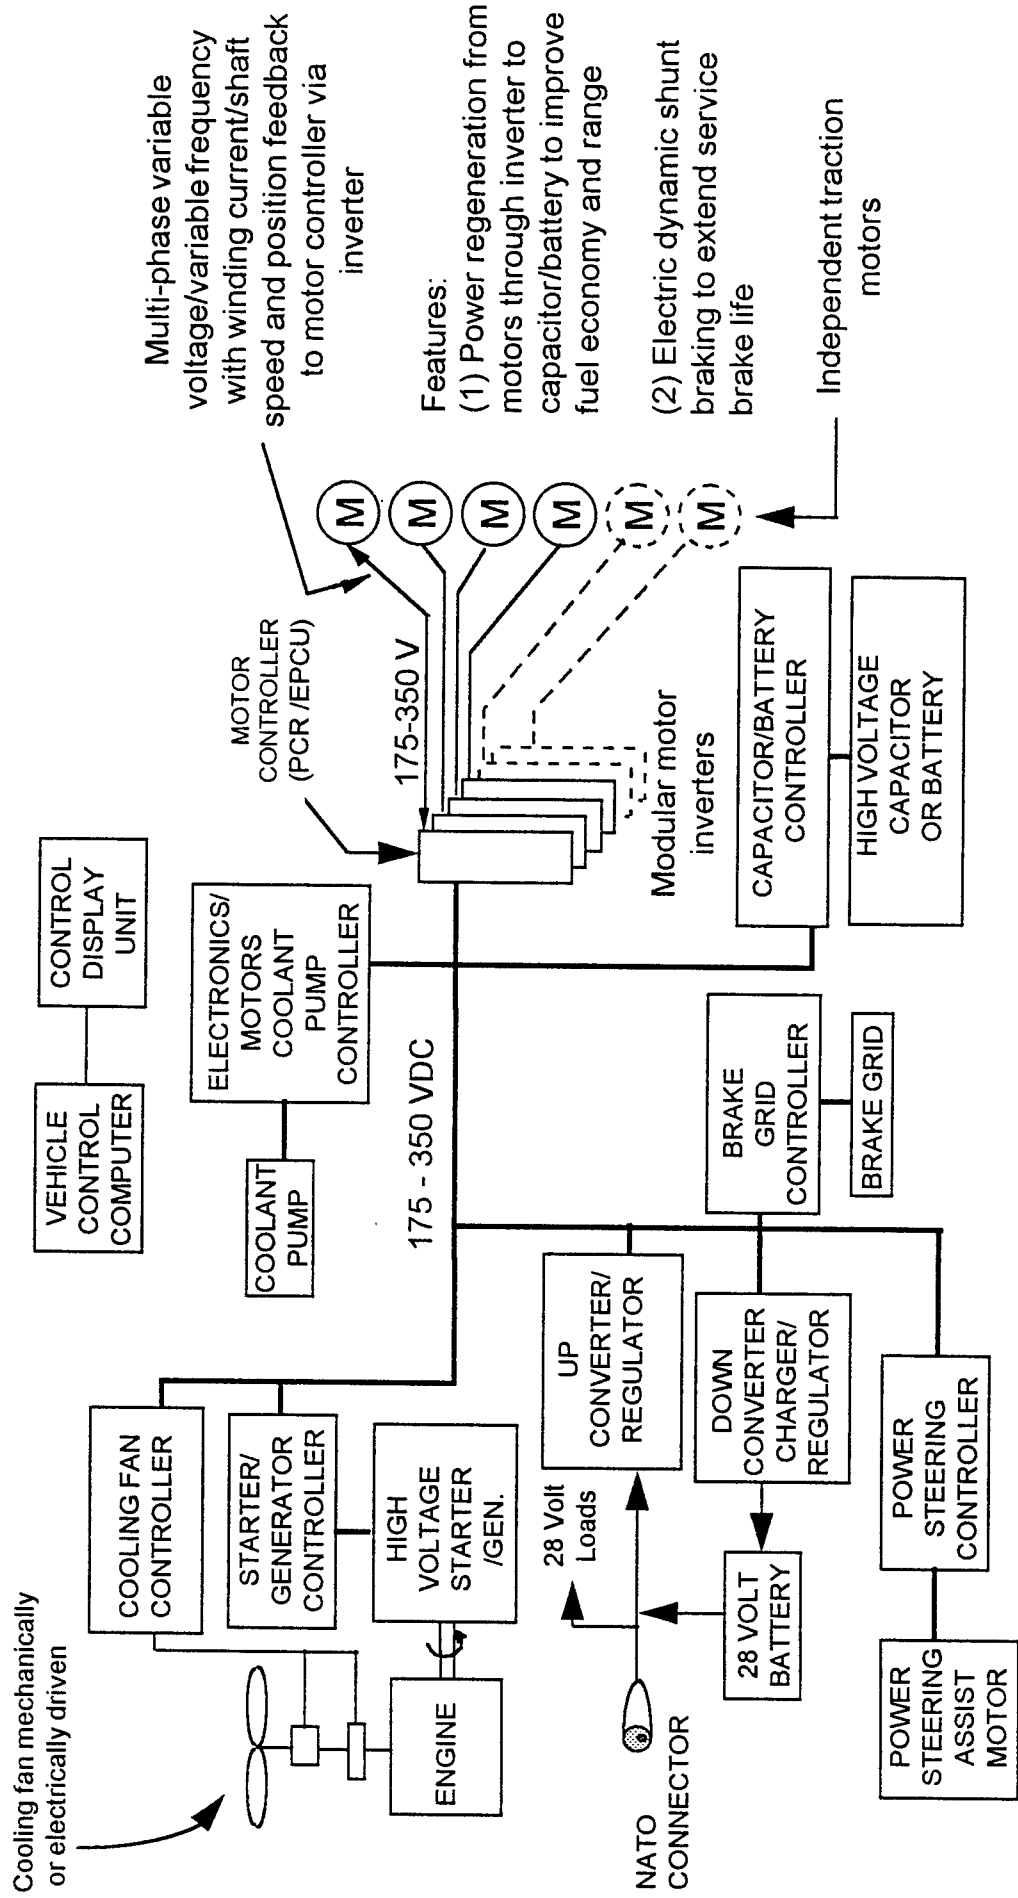 Cooling fan mechanically
or electrically driven
COOLING FAN
CONTROLLER
STARTER/
GENERATOR
CONTROLLER
HIGH
VOLTAGE
STARTER
/GEN.
ENGINE
VEHICLE
CONTROL
COMPUTER
CONTROL
DISPLAY
UNIT
COOLANT
PUMP
ELECTRONICS/
MOTORS
COOLANT
PUMP
CONTROLLER
175 - 350 VDC
MOTOR
CONTROLLER
(PCR /EPCU)
175-350 V
Multi-phase variable
voltage/variable frequency
with winding current/shaft
speed and position feedback
to motor controller via
inverter
M
M
M
M
M
M
Features:
(1) Power regeneration from
motors through inverter to
capacitor/battery to improve
fuel economy and range
(2) Electric dynamic shunt
braking to extend service
brake life
Independent traction
motors
Modular motor
inverters
28 Volt
Loads
NATO
CONNECTOR
UP
CONVERTER/
REGULATOR
DOWN
CONVERTER
CHARGER/
REGULATOR
28 VOLT
BATTERY
BRAKE
GRID
CONTROLLER
BRAKE GRID
CAPACITOR/BATTERY
CONTROLLER
HIGH VOLTAGE
CAPACITOR
OR BATTERY
POWER
STEERING
CONTROLLER
POWER
STEERING
ASSIST
MOTOR